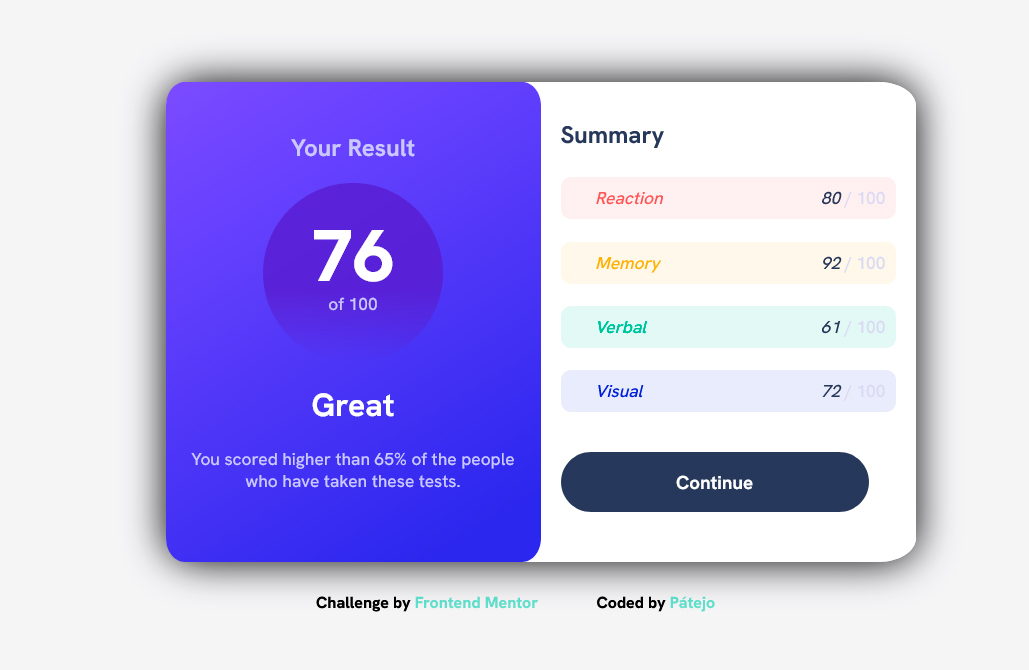 Your Result
76
of 100
Great
You scored higher than 65% of the people
who have taken these tests.
Summary
Reaction 80 / 100
Memory 92 / 100
Verbal 61 / 100
Visual 72 / 100
Continue
Challenge by Frontend Mentor Coded by Pátejo